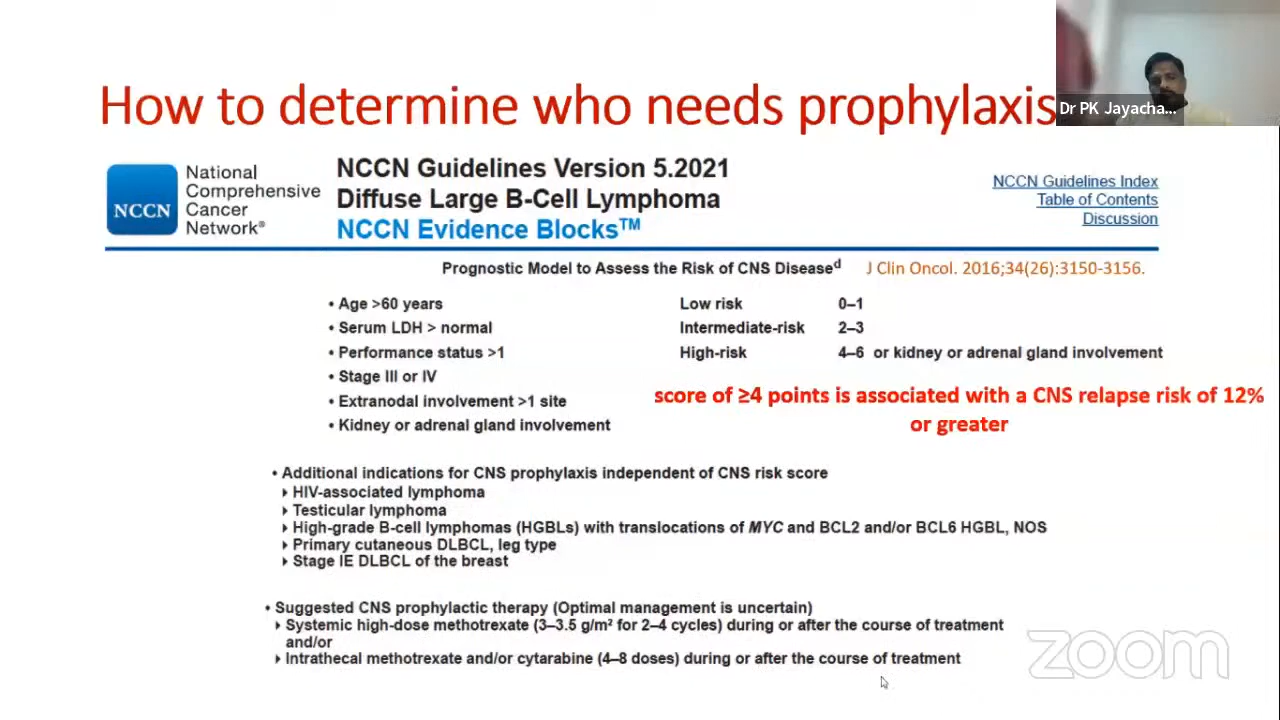 How to determine who needs prophylaxis
Dr PK Jayacha...
NCCN
National
Comprehensive
Cancer
Network®
NCCN Guidelines Version 5.2021
Diffuse Large B-Cell Lymphoma
NCCN Evidence Blocks™
NCCN Guidelines Index
Table of Contents
Discussion
Prognostic Model to Assess the Risk of CNS Diseaseᵈ J Clin Oncol. 2016;34(26):3150-3156.
• Age >60 years
• Serum LDH > normal
• Performance status >1
• Stage III or IV
• Extranodal involvement >1 site
• Kidney or adrenal gland involvement
Low risk 0–1
Intermediate-risk 2–3
High-risk 4–6 or kidney or adrenal gland involvement
score of ≥4 points is associated with a CNS relapse risk of 12%
or greater
• Additional indications for CNS prophylaxis independent of CNS risk score
▸ HIV-associated lymphoma
▸ Testicular lymphoma
▸ High-grade B-cell lymphomas (HGBLs) with translocations of MYC and BCL2 and/or BCL6 HGBL, NOS
▸ Primary cutaneous DLBCL, leg type
▸ Stage IE DLBCL of the breast
• Suggested CNS prophylactic therapy (Optimal management is uncertain)
▸ Systemic high-dose methotrexate (3–3.5 g/m² for 2–4 cycles) during or after the course of treatment
and/or
▸ Intrathecal methotrexate and/or cytarabine (4–8 doses) during or after the course of treatment
zoom